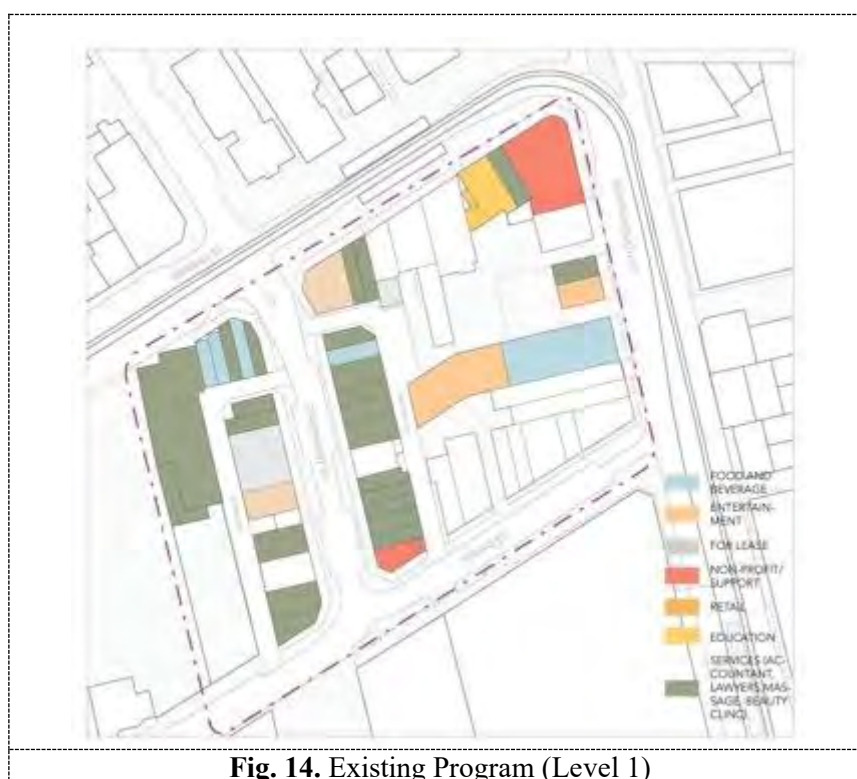 FOOD AND
BEVERAGE
ENTERTAIN-
MENT
FOR LEASE
NON-PROFIT/
SUPPORT
RETAIL
EDUCATION
SERVICES (AC-
COUNTANT,
LAWYERS, MAS-
SAGE, BEAUTY
CLINC)
Fig. 14. Existing Program (Level 1)